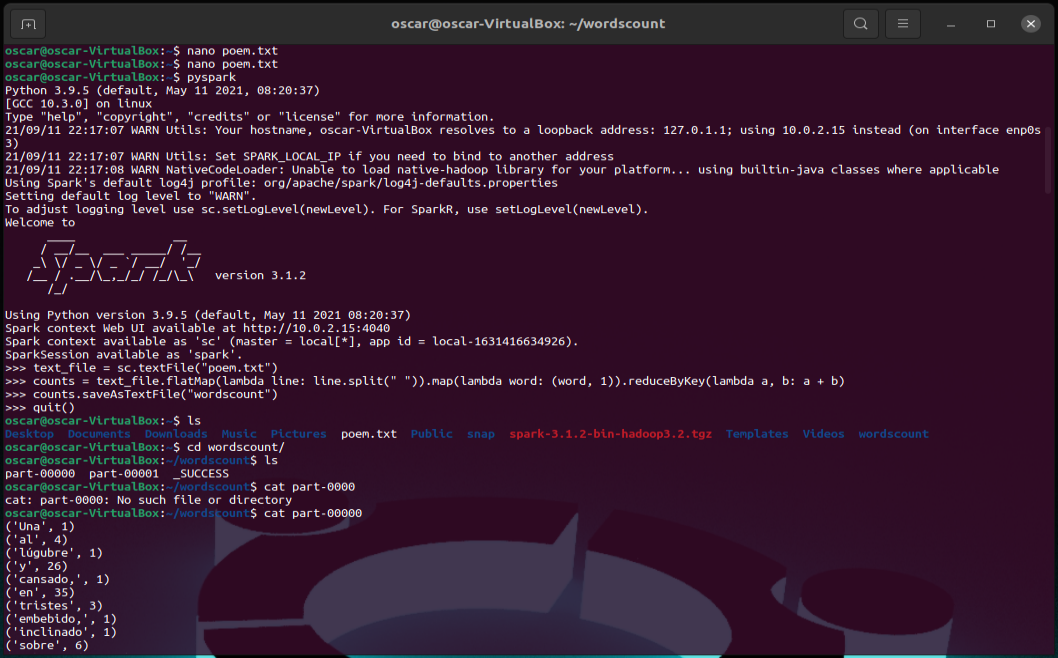 oscar@oscar-VirtualBox: ~/wordscount
oscar@oscar-VirtualBox:~$ nano poem.txt
oscar@oscar-VirtualBox:~$ nano poem.txt
oscar@oscar-VirtualBox:~$ pyspark
Python 3.9.5 (default, May 11 2021, 08:20:37)
[GCC 10.3.0] on linux
Type "help", "copyright", "credits" or "license" for more information.
21/09/11 22:17:07 WARN Utils: Your hostname, oscar-VirtualBox resolves to a loopback address: 127.0.1.1; using 10.0.2.15 instead (on interface enp0s
3)
21/09/11 22:17:07 WARN Utils: Set SPARK_LOCAL_IP if you need to bind to another address
21/09/11 22:17:08 WARN NativeCodeLoader: Unable to load native-hadoop library for your platform... using builtin-java classes where applicable
Using Spark's default log4j profile: org/apache/spark/log4j-defaults.properties
Setting default log level to "WARN".
To adjust logging level use sc.setLogLevel(newLevel). For SparkR, use setLogLevel(newLevel).
Welcome to
Spark version 3.1.2
Using Python version 3.9.5 (default, May 11 2021 08:20:37)
Spark context Web UI available at http://10.0.2.15:4040
Spark context available as 'sc' (master = local[*], app id = local-1631416634926).
SparkSession available as 'spark'.
>>> text_file = sc.textFile("poem.txt")
>>> counts = text_file.flatMap(lambda line: line.split(" ")).map(lambda word: (word, 1)).reduceByKey(lambda a, b: a + b)
>>> counts.saveAsTextFile("wordscount")
>>> quit()
oscar@oscar-VirtualBox:~$ ls
Desktop Documents Downloads Music Pictures poem.txt Public snap spark-3.1.2-bin-hadoop3.2.tgz Templates Videos wordscount
oscar@oscar-VirtualBox:~$ cd wordscount/
oscar@oscar-VirtualBox:~/wordscount$ ls
part-00000 part-00001 _SUCCESS
oscar@oscar-VirtualBox:~/wordscount$ cat part-0000
cat: part-0000: No such file or directory
oscar@oscar-VirtualBox:~/wordscount$ cat part-00000
('Una', 1)
('al', 4)
('lúgubre', 1)
('y', 26)
('cansado,', 1)
('en', 35)
('tristes', 3)
('embebido,', 1)
('inclinado', 1)
('sobre', 6)